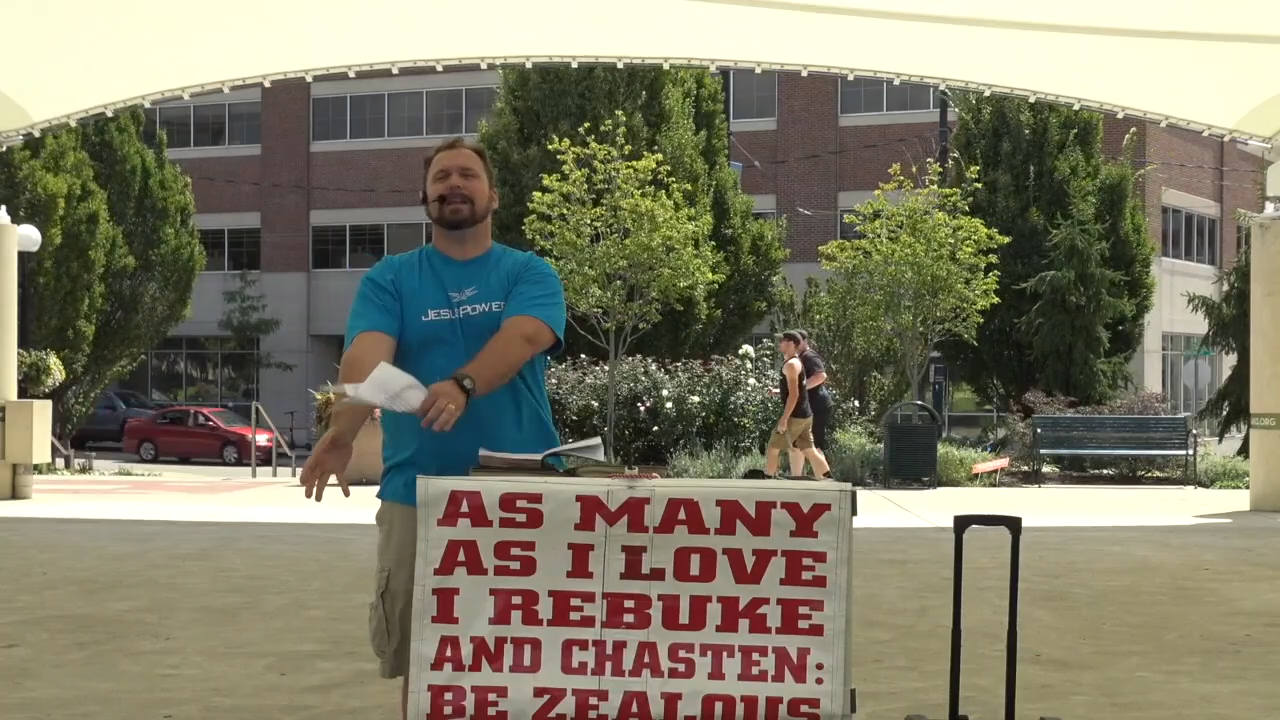 JESUSPOWER
AS MANY
AS I LOVE
I REBUKE
AND CHASTEN:
BE ZEALOUS